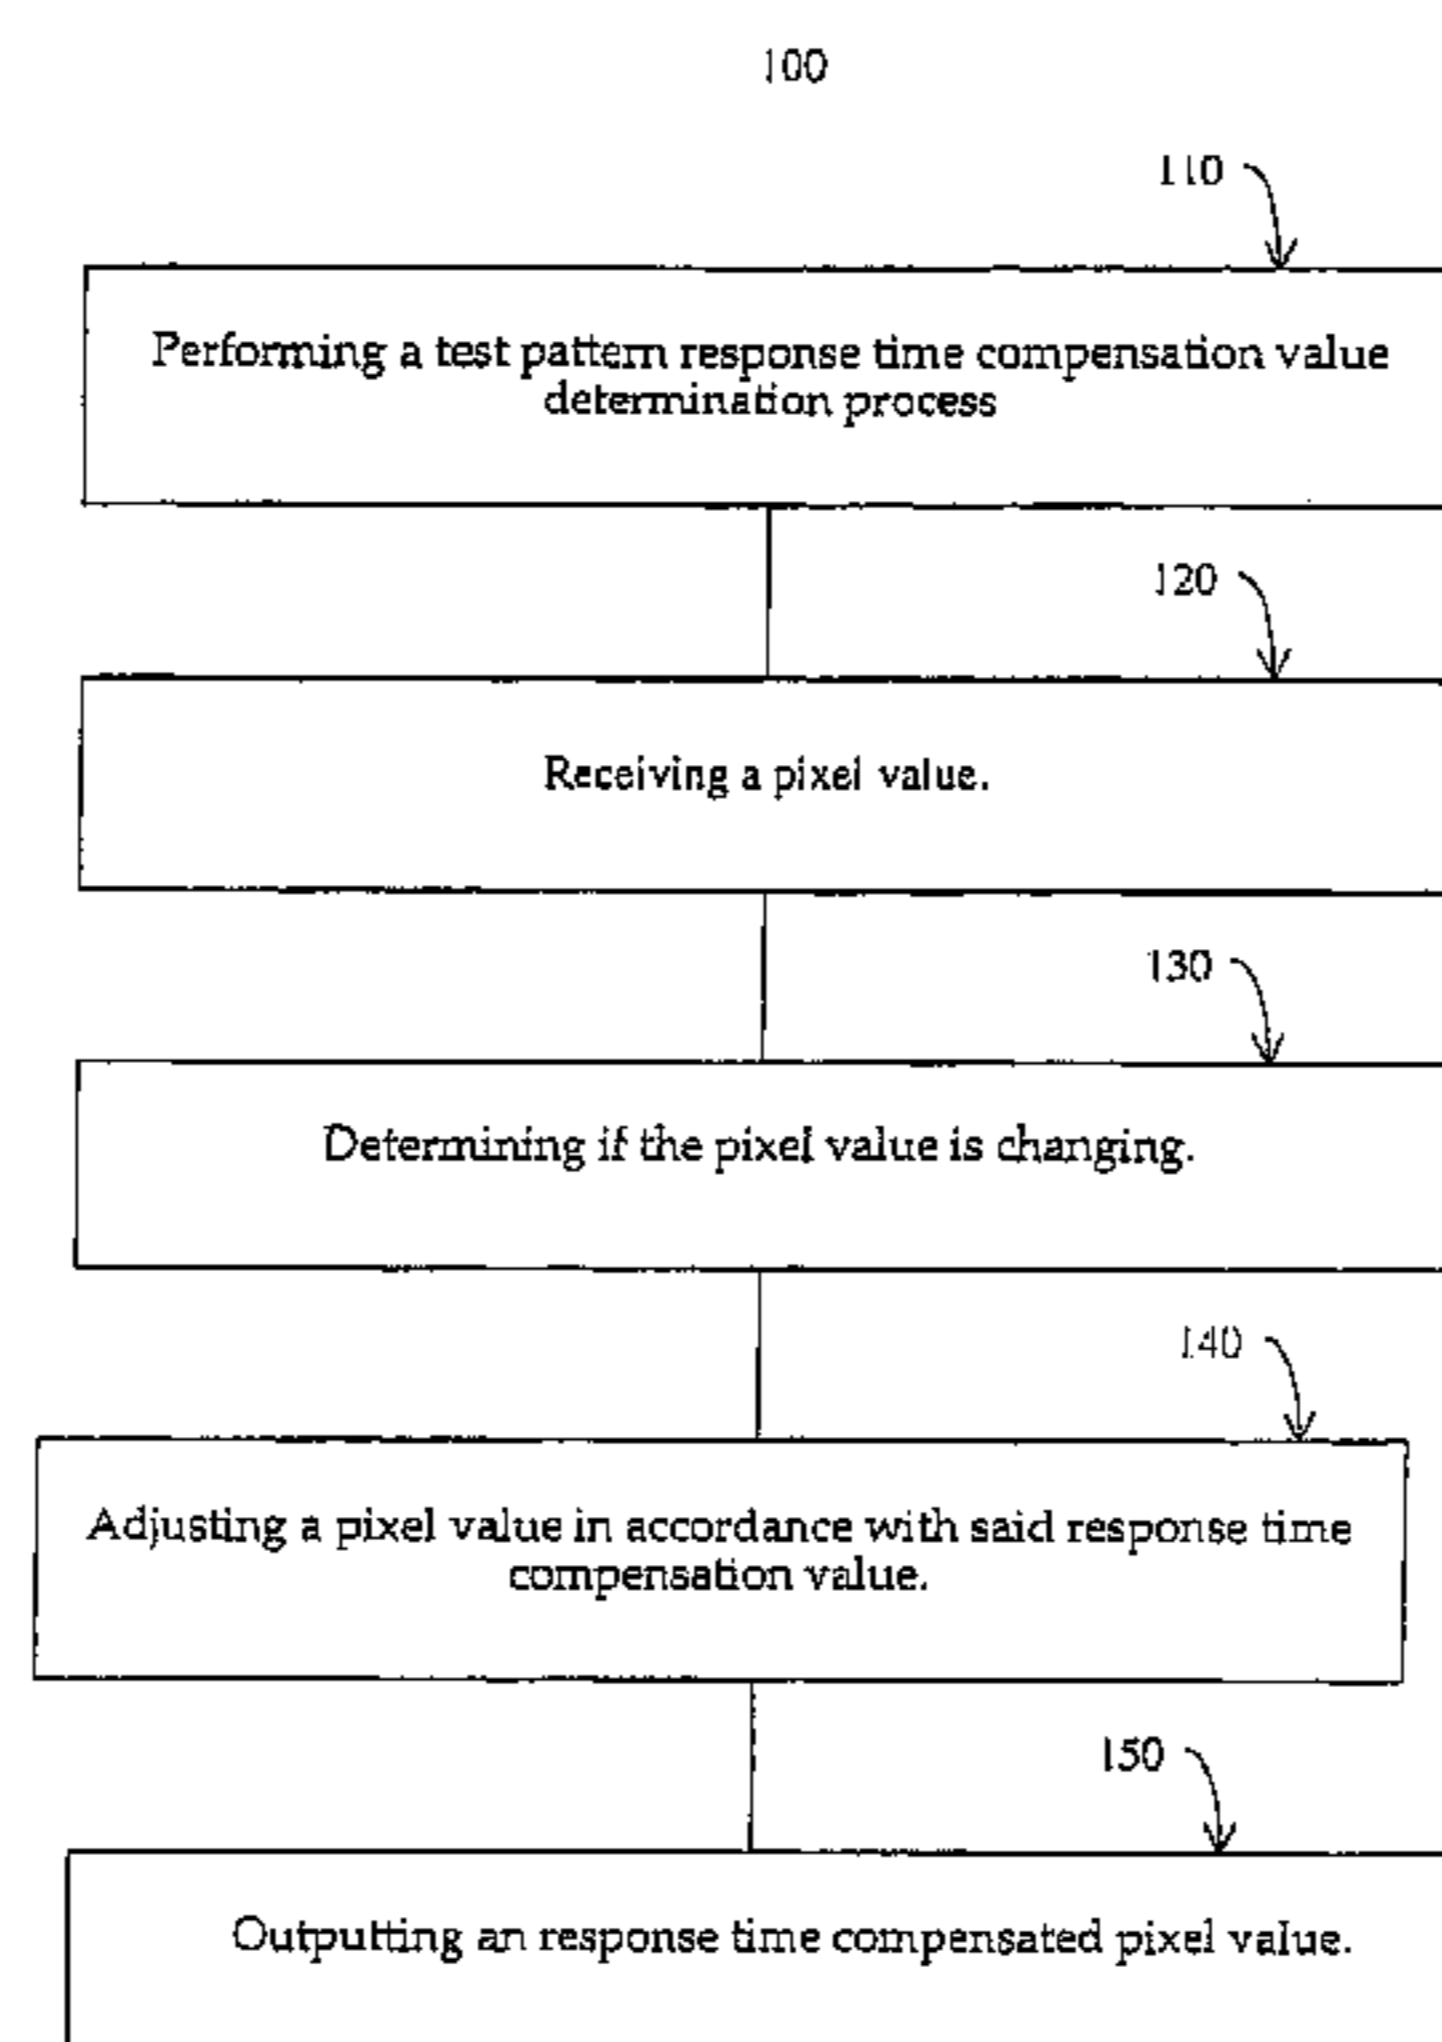 100
110
Performing a test pattern response time compensation value
determination process
120
Receiving a pixel value.
130
Determining if the pixel value is changing.
140
Adjusting a pixel value in accordance with said response time
compensation value.
150
Outputting an response time compensated pixel value.